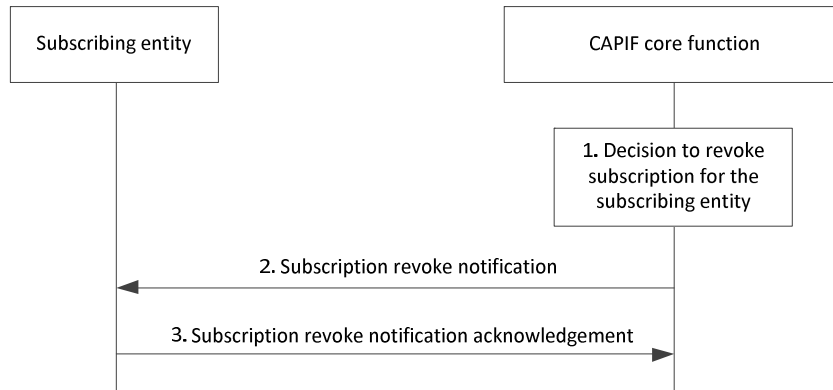 Subscribing entity
CAPIF core function
1. Decision to revoke
subscription for the
subscribing entity
2. Subscription revoke notification
3. Subscription revoke notification acknowledgement